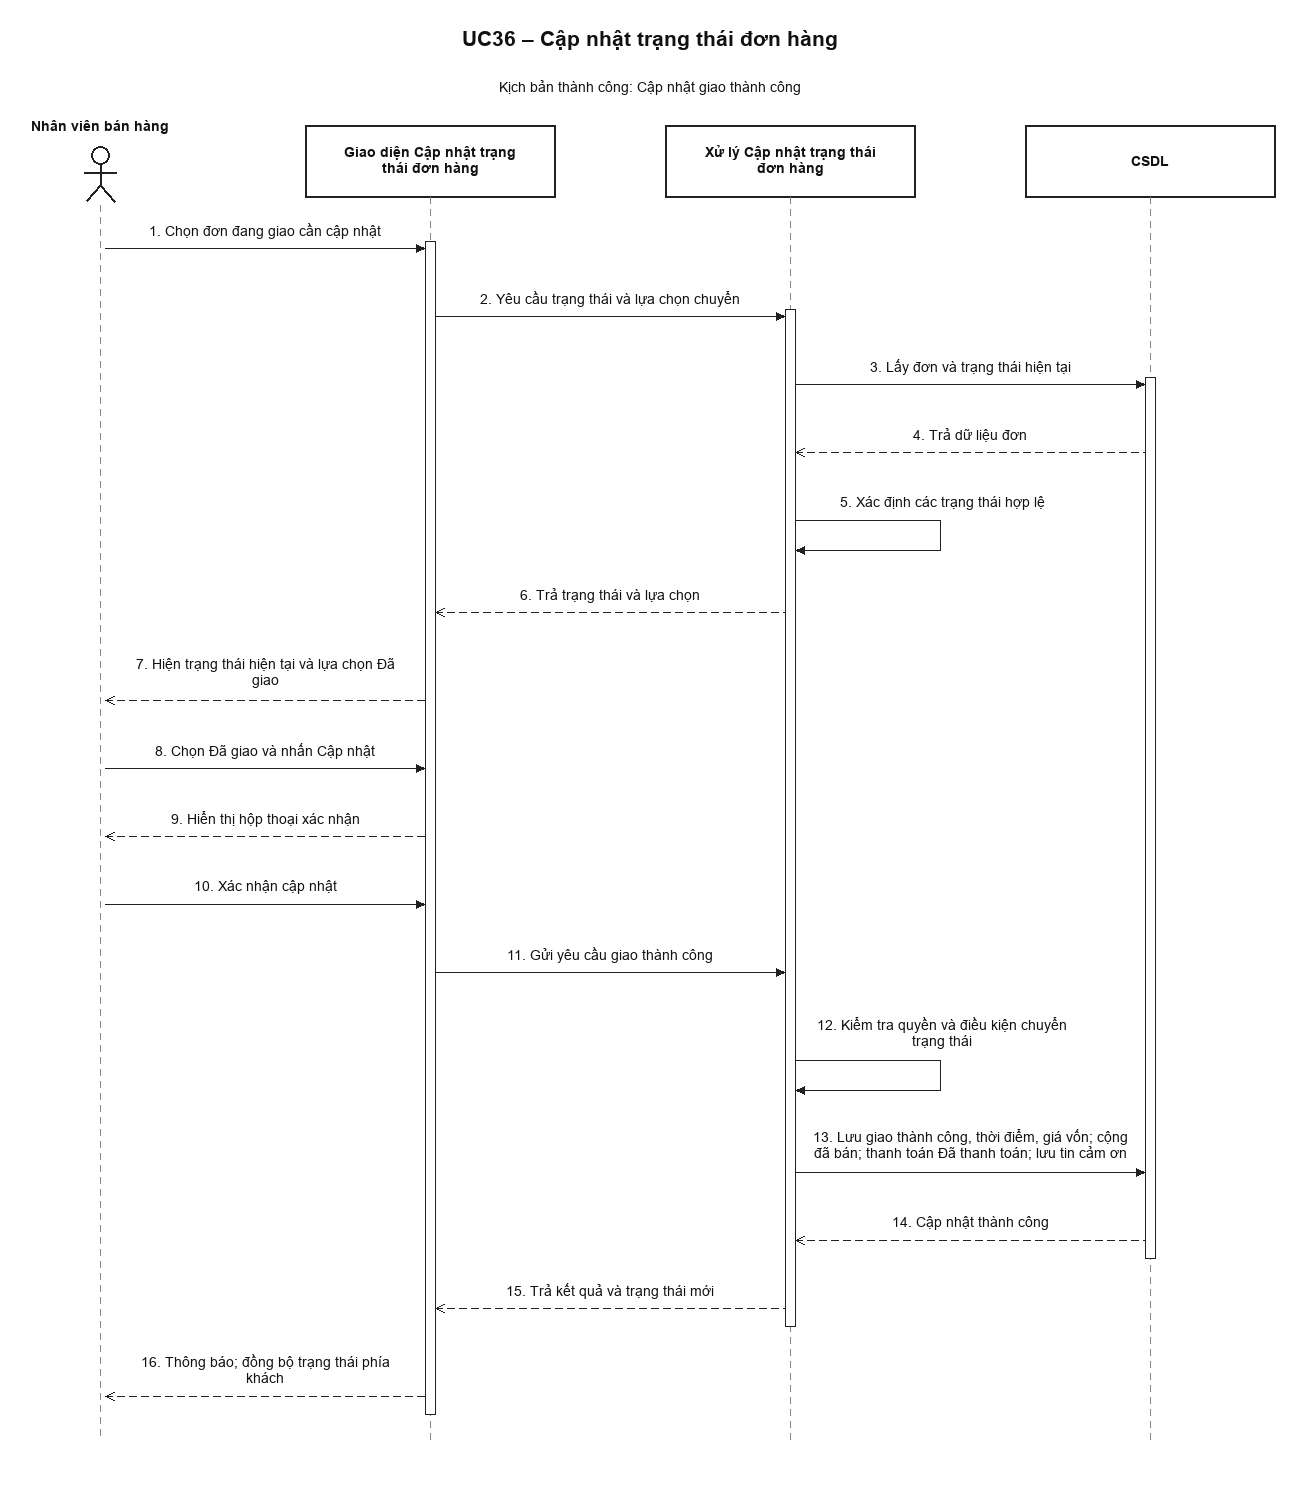 UC36 – Cập nhật trạng thái đơn hàng
Kịch bản thành công: Cập nhật giao thành công
Nhân viên bán hàng
Giao diện Cập nhật trạng
thái đơn hàng
Xử lý Cập nhật trạng thái
đơn hàng
CSDL
1. Chọn đơn đang giao cần cập nhật
2. Yêu cầu trạng thái và lựa chọn chuyển
3. Lấy đơn và trạng thái hiện tại
4. Trả dữ liệu đơn
5. Xác định các trạng thái hợp lệ
6. Trả trạng thái và lựa chọn
7. Hiện trạng thái hiện tại và lựa chọn Đã
giao
8. Chọn Đã giao và nhấn Cập nhật
9. Hiển thị hộp thoại xác nhận
10. Xác nhận cập nhật
11. Gửi yêu cầu giao thành công
12. Kiểm tra quyền và điều kiện chuyển
trạng thái
13. Lưu giao thành công, thời điểm, giá vốn; cộng
đã bán; thanh toán Đã thanh toán; lưu tin cảm ơn
14. Cập nhật thành công
15. Trả kết quả và trạng thái mới
16. Thông báo; đồng bộ trạng thái phía
khách